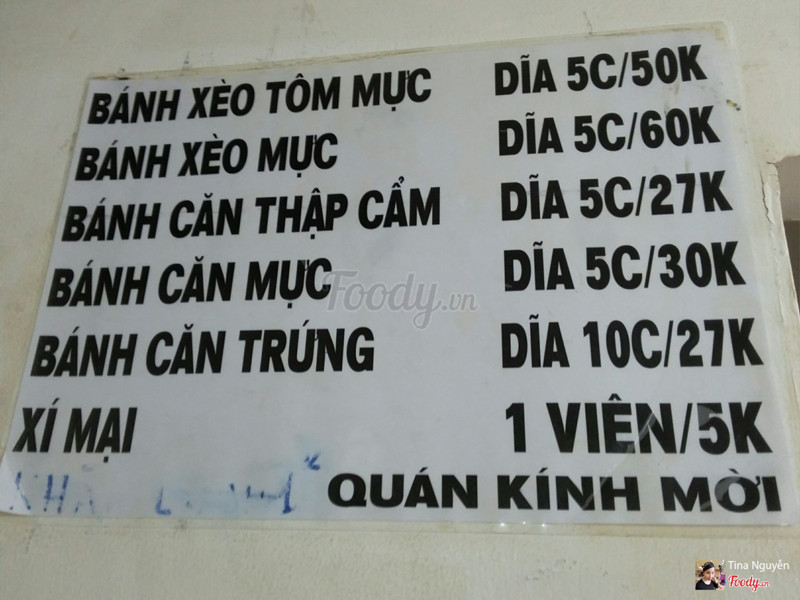 BÁNH XÈO TÔM MỰC DĨA 5C/50K
BÁNH XÈO MỰC DĨA 5C/60K
BÁNH CĂN THẬP CẨM DĨA 5C/27K
BÁNH CĂN MỰC DĨA 5C/30K
BÁNH CĂN TRỨNG DĨA 10C/27K
XÍ MẠI 1 VIÊN/5K
QUÁN KÍNH MỜI
Foody.vn
Tina Nguyễn
Foody.vn